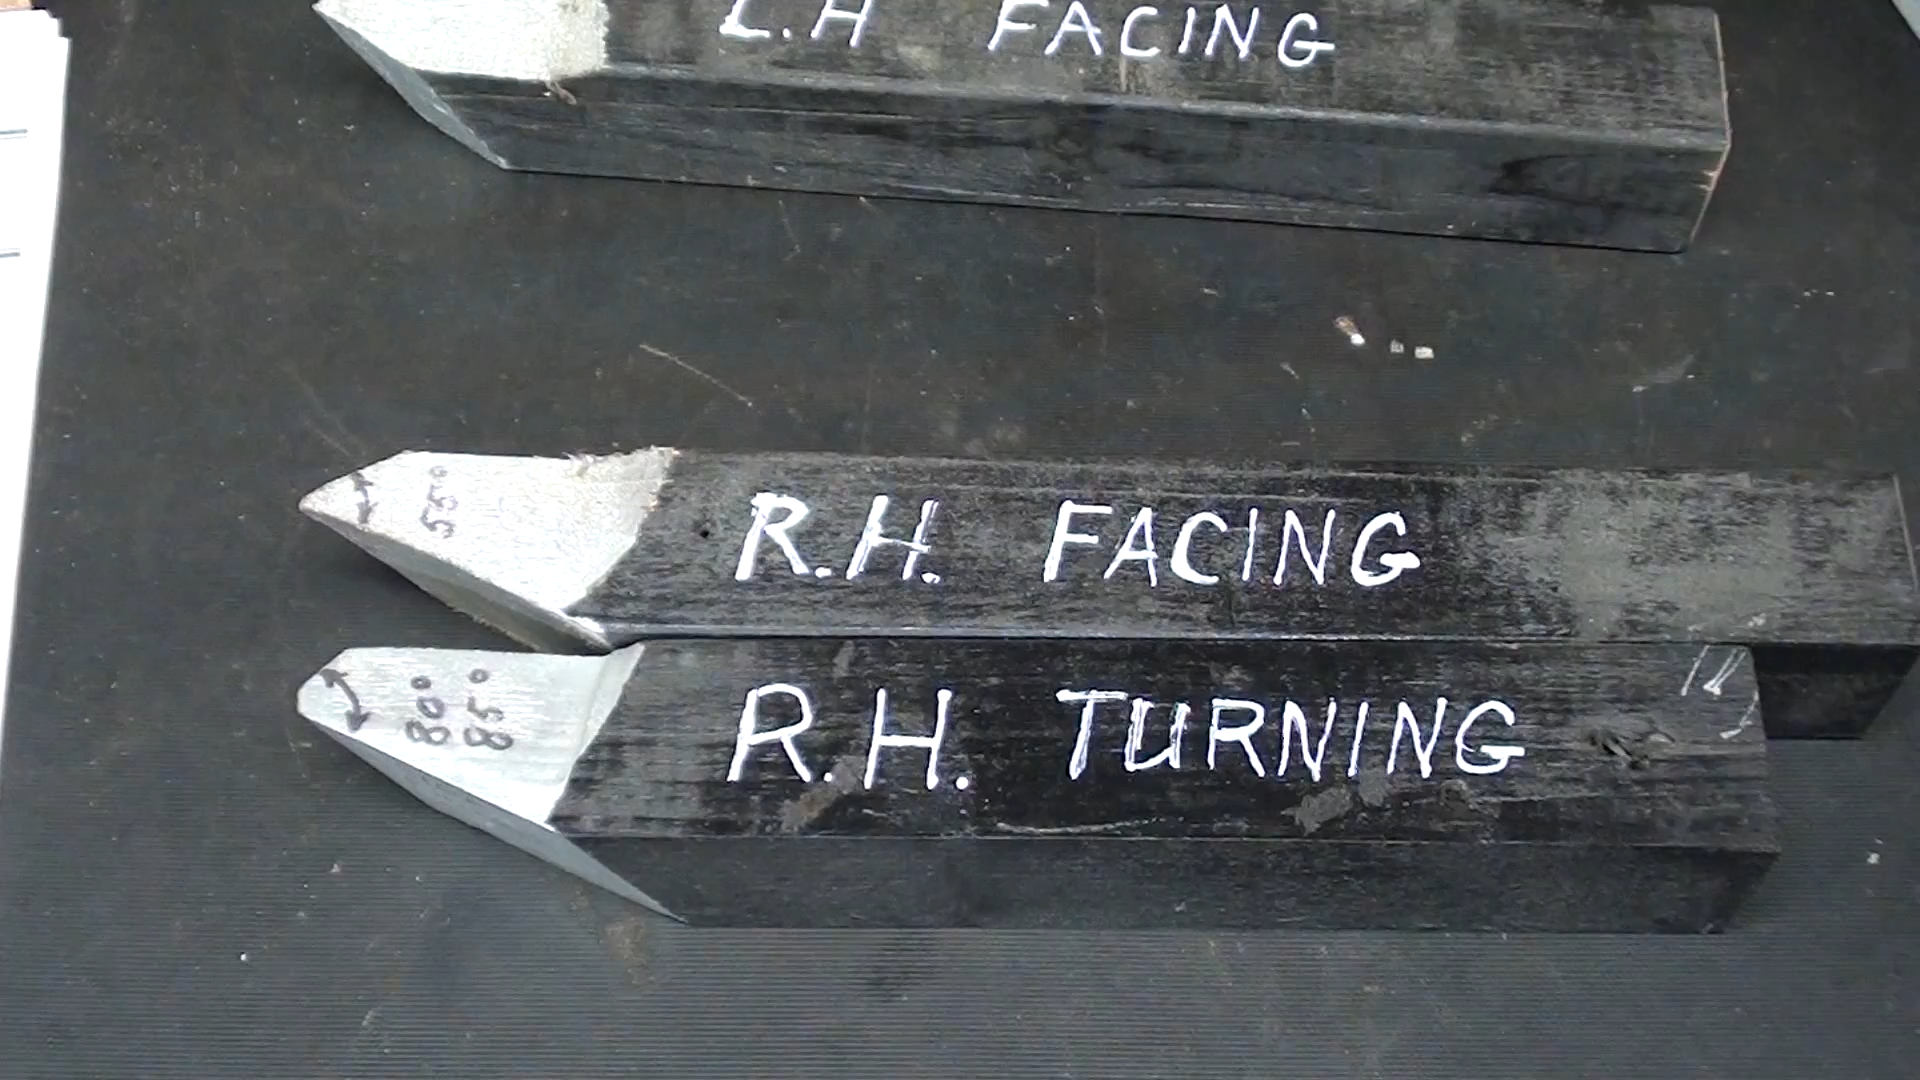 L.H FACING
55°
R.H. FACING
80°
85°
R.H. TURNING